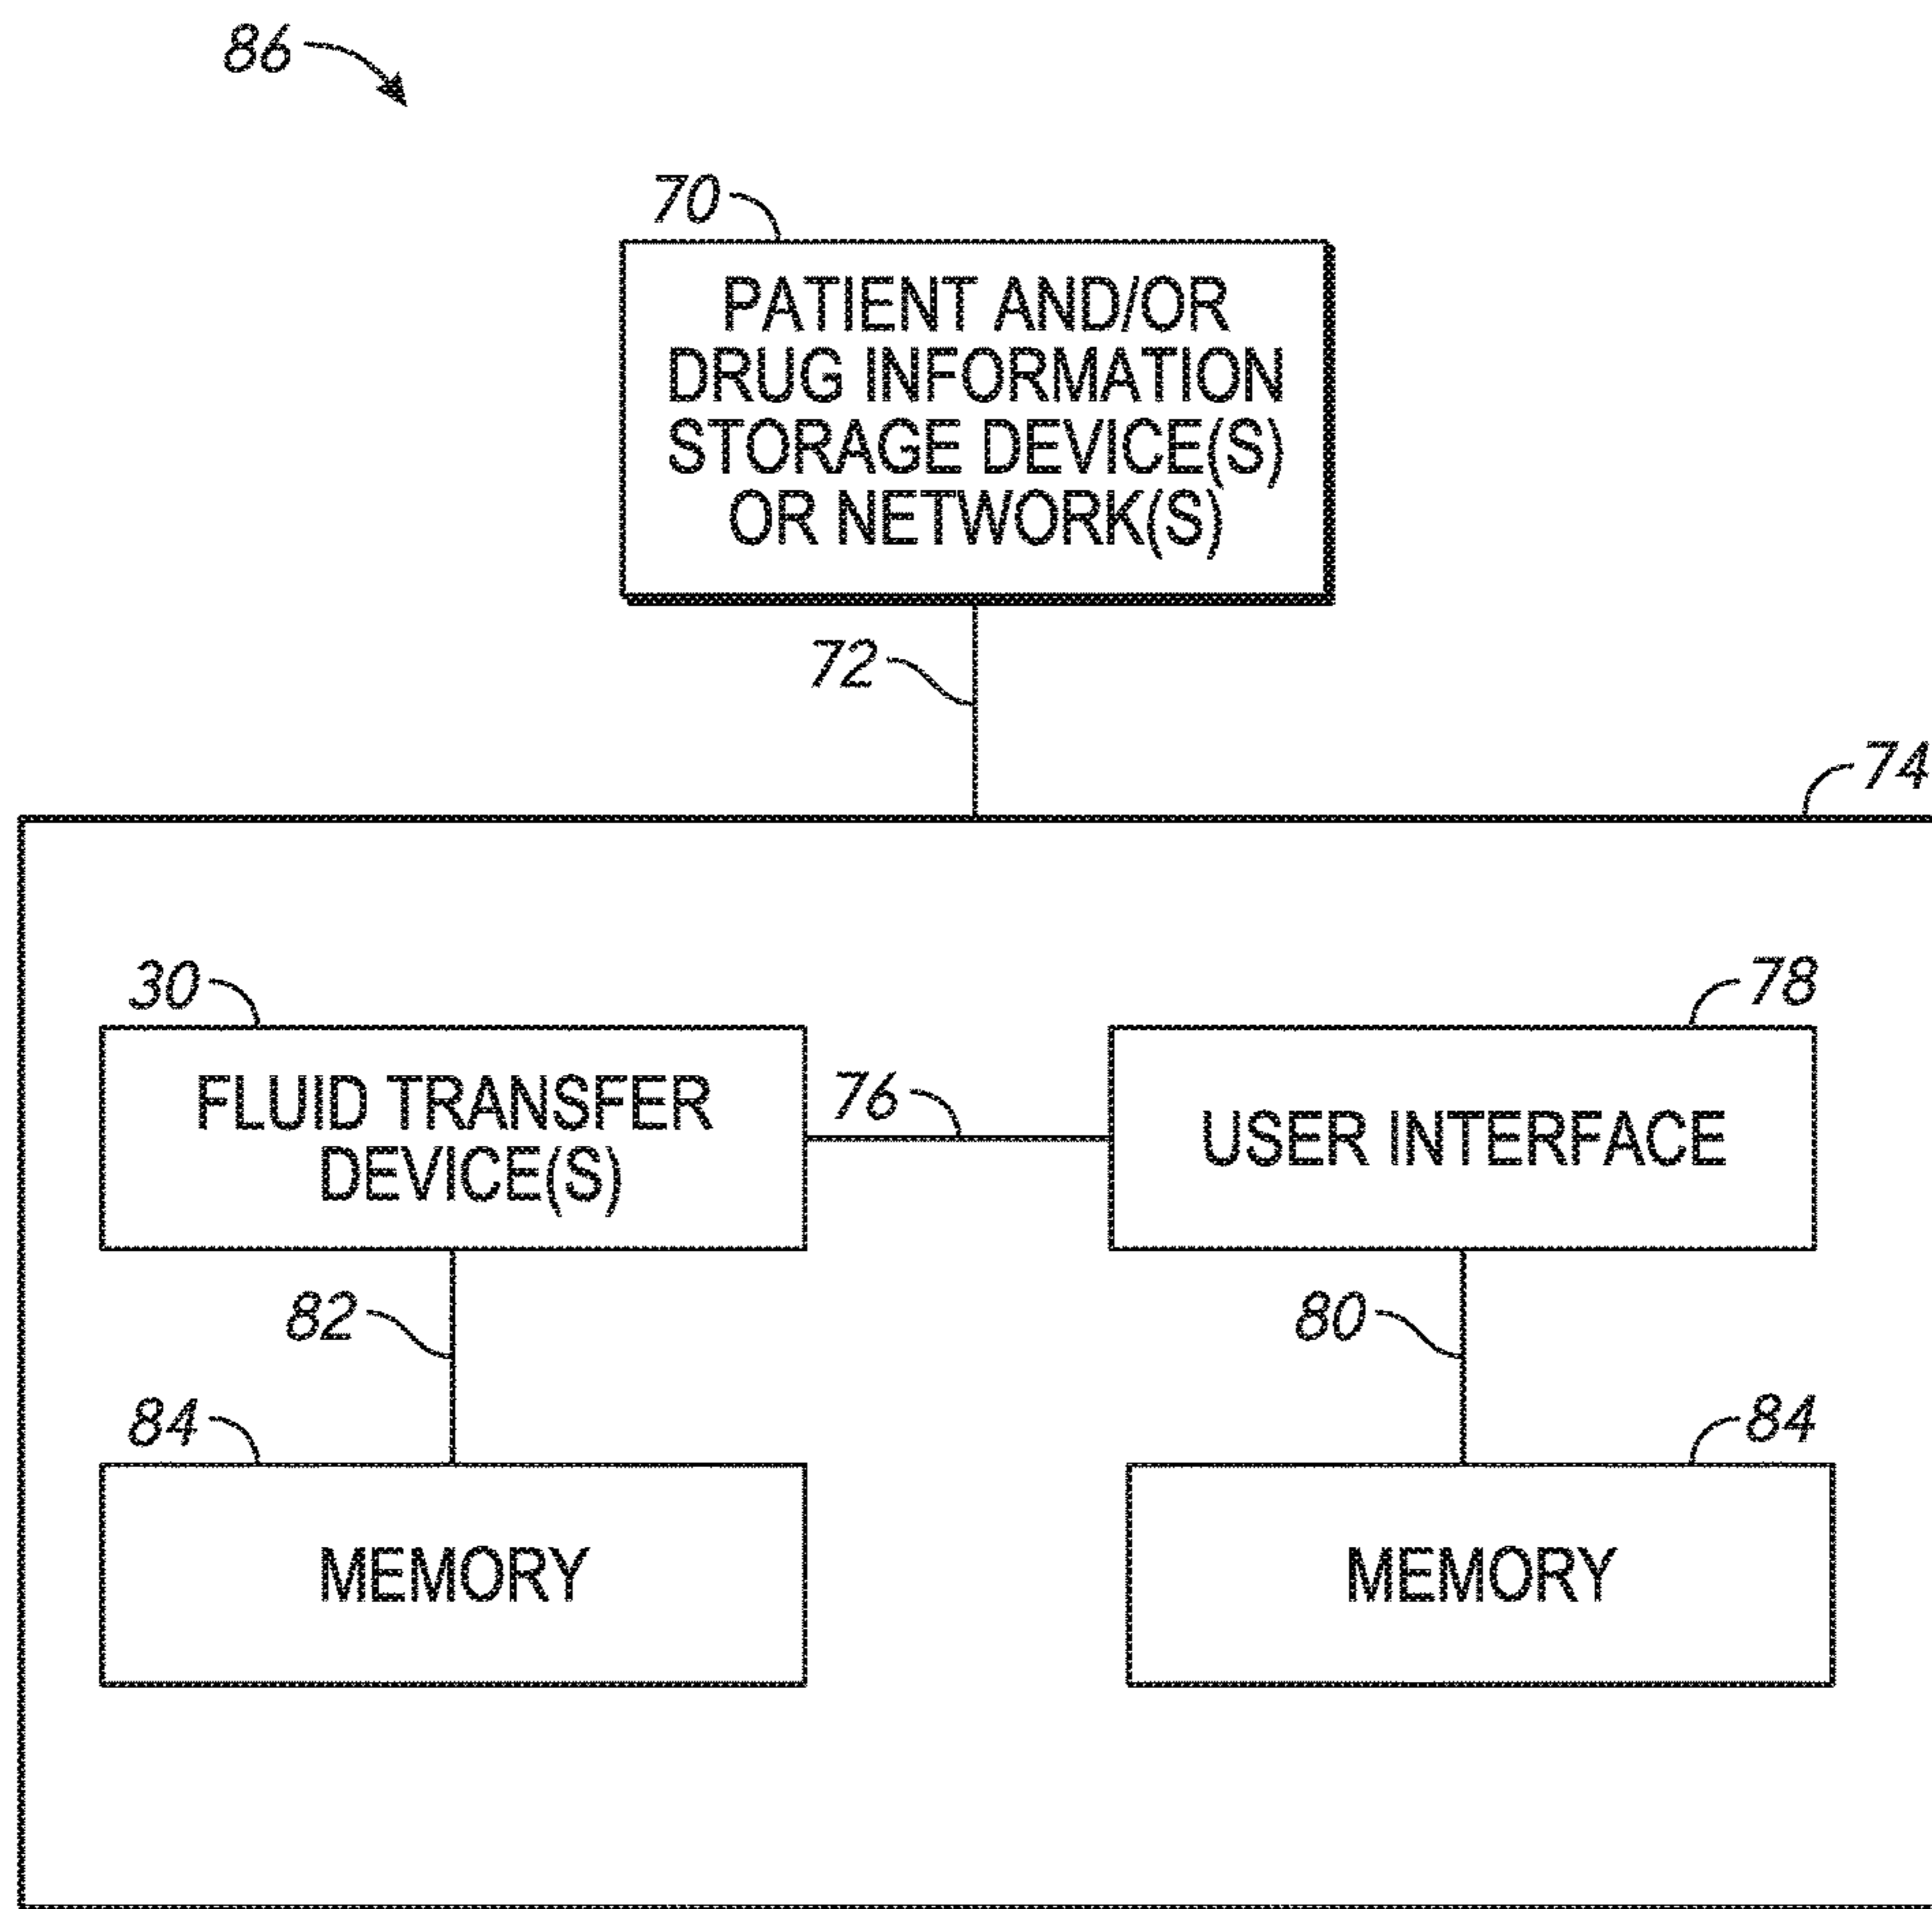 86
70
PATIENT AND/OR
DRUG INFORMATION
STORAGE DEVICE(S)
OR NETWORK(S)
72
74
30
78
FLUID TRANSFER
DEVICE(S)
76
USER INTERFACE
82
80
84
84
MEMORY
MEMORY